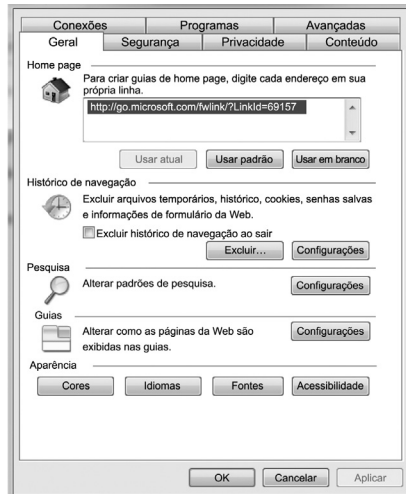 Conexões Programas Avançadas
Geral Segurança Privacidade Conteúdo
Home page
Para criar guias de home page, digite cada endereço em sua
própria linha.
http://go.microsoft.com/fwlink/?LinkId=69157
Usar atual Usar padrão Usar em branco
Histórico de navegação
Excluir arquivos temporários, histórico, cookies, senhas salvas
e informações de formulário da Web.
Excluir histórico de navegação ao sair
Excluir... Configurações
Pesquisa
Alterar padrões de pesquisa. Configurações
Guias
Alterar como as páginas da Web são Configurações
exibidas nas guias.
Aparência
Cores Idiomas Fontes Acessibilidade
OK Cancelar Aplicar